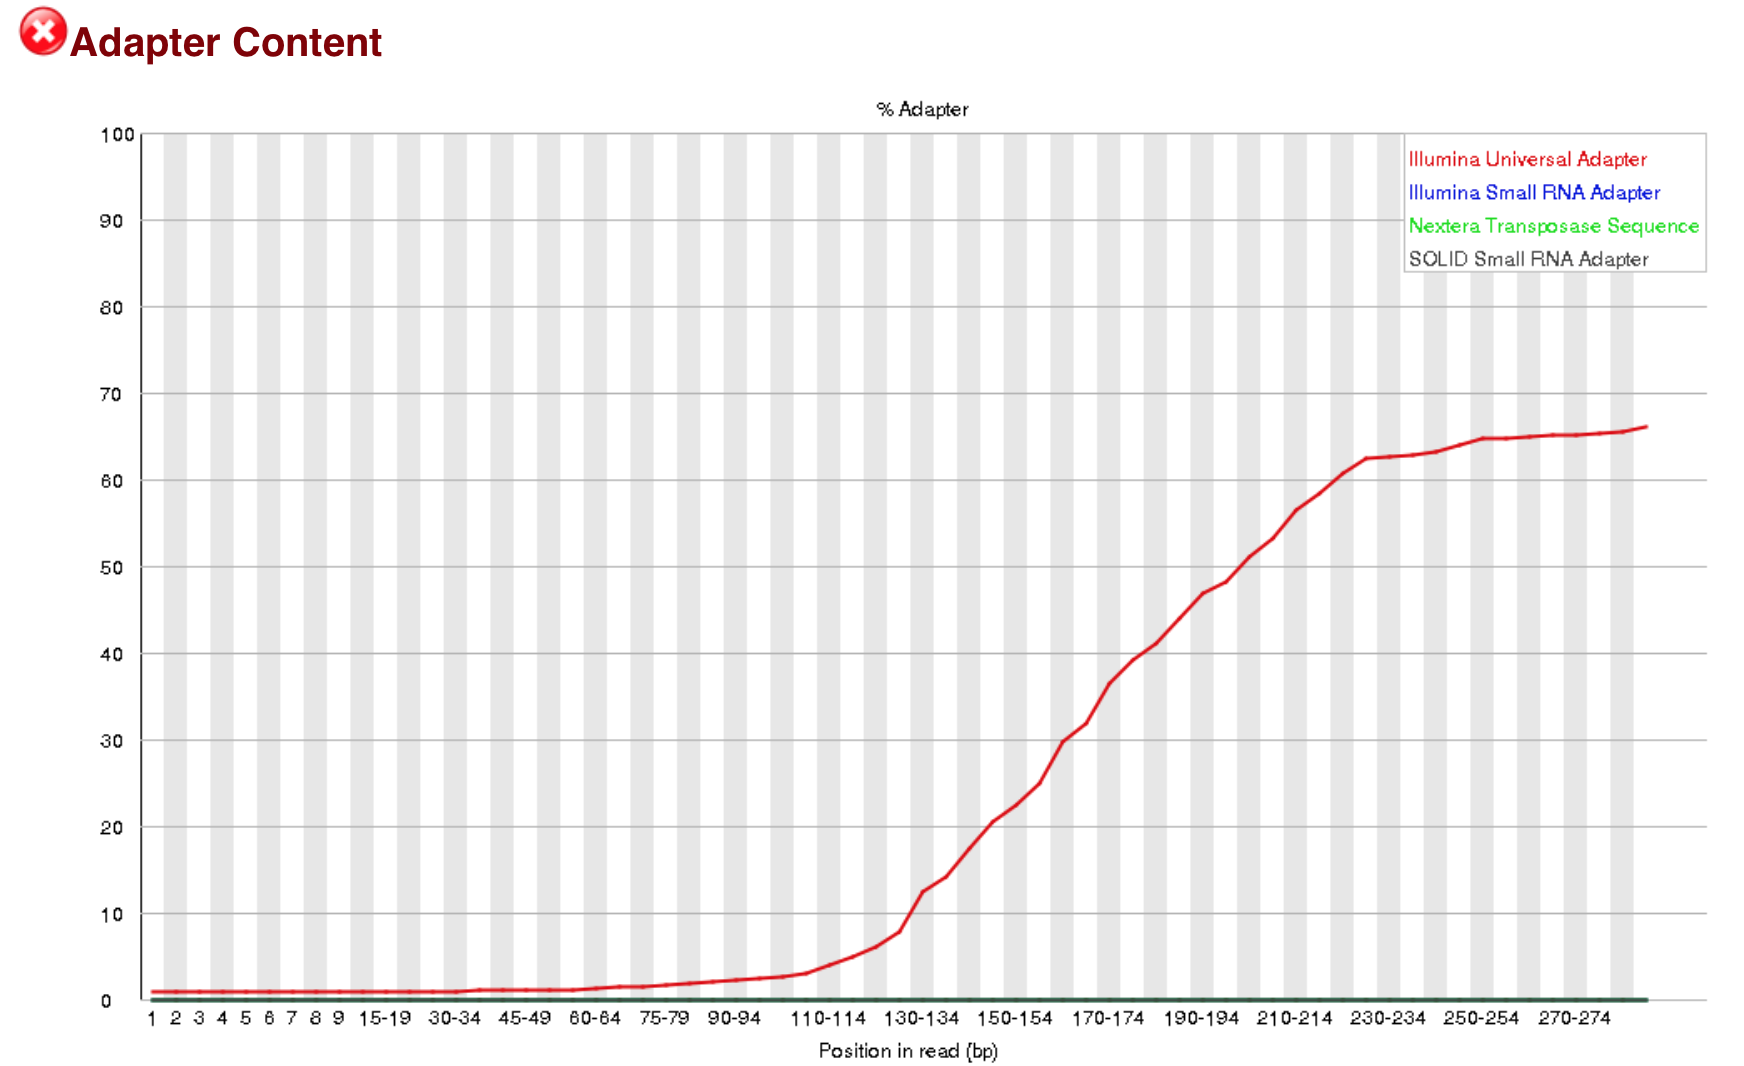 Adapter Content
% Adapter
100
90
80
70
60
50
40
30
20
10
0
Illumina Universal Adapter
Illumina Small RNA Adapter
Nextera Transposase Sequence
SOLID Small RNA Adapter
1 2 3 4 5 6 7 8 9 15-19 30-34 45-49 60-64 75-79 90-94 110-114 130-134 150-154 170-174 190-194 210-214 230-234 250-254 270-274
Position in read (bp)